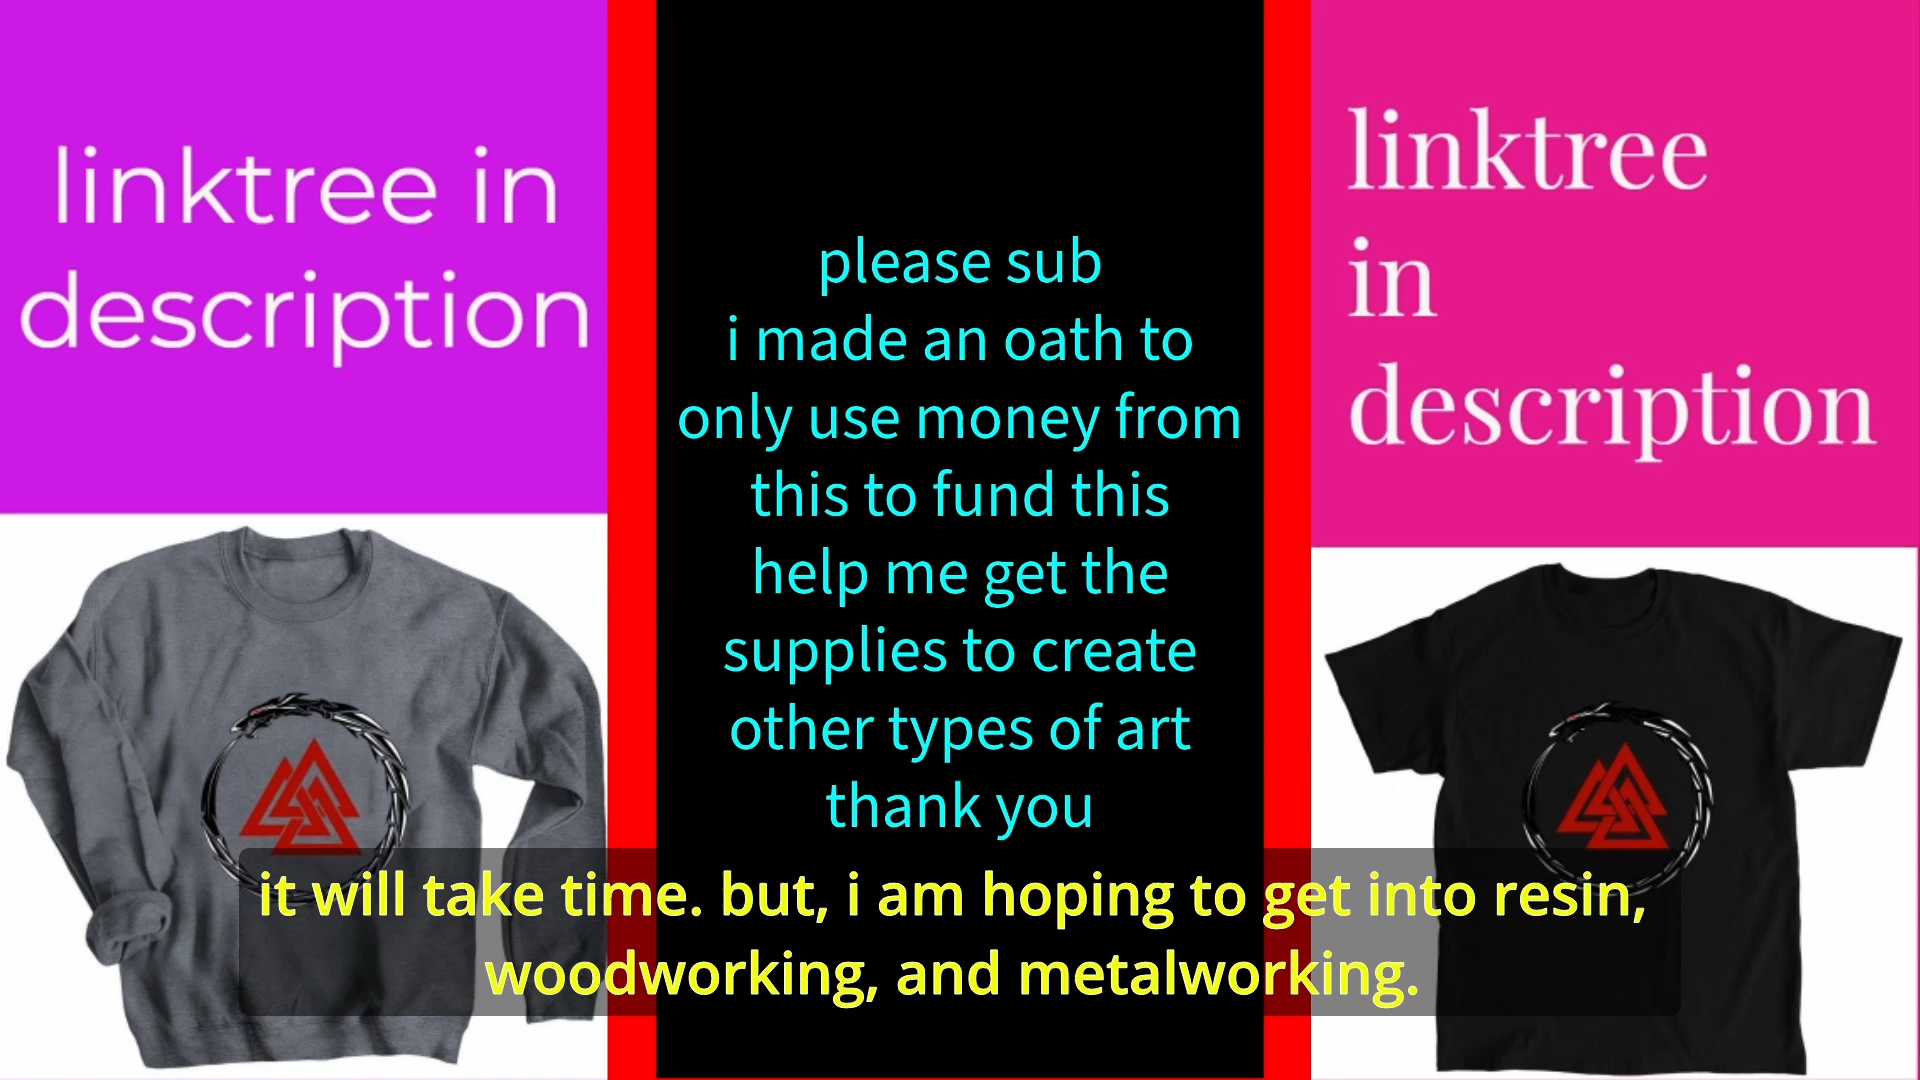 linktree in
description
please sub
i made an oath to
only use money from
this to fund this
help me get the
supplies to create
other types of art
thank you
linktree
in
description
it will take time. but, i am hoping to get into resin,
woodworking, and metalworking.